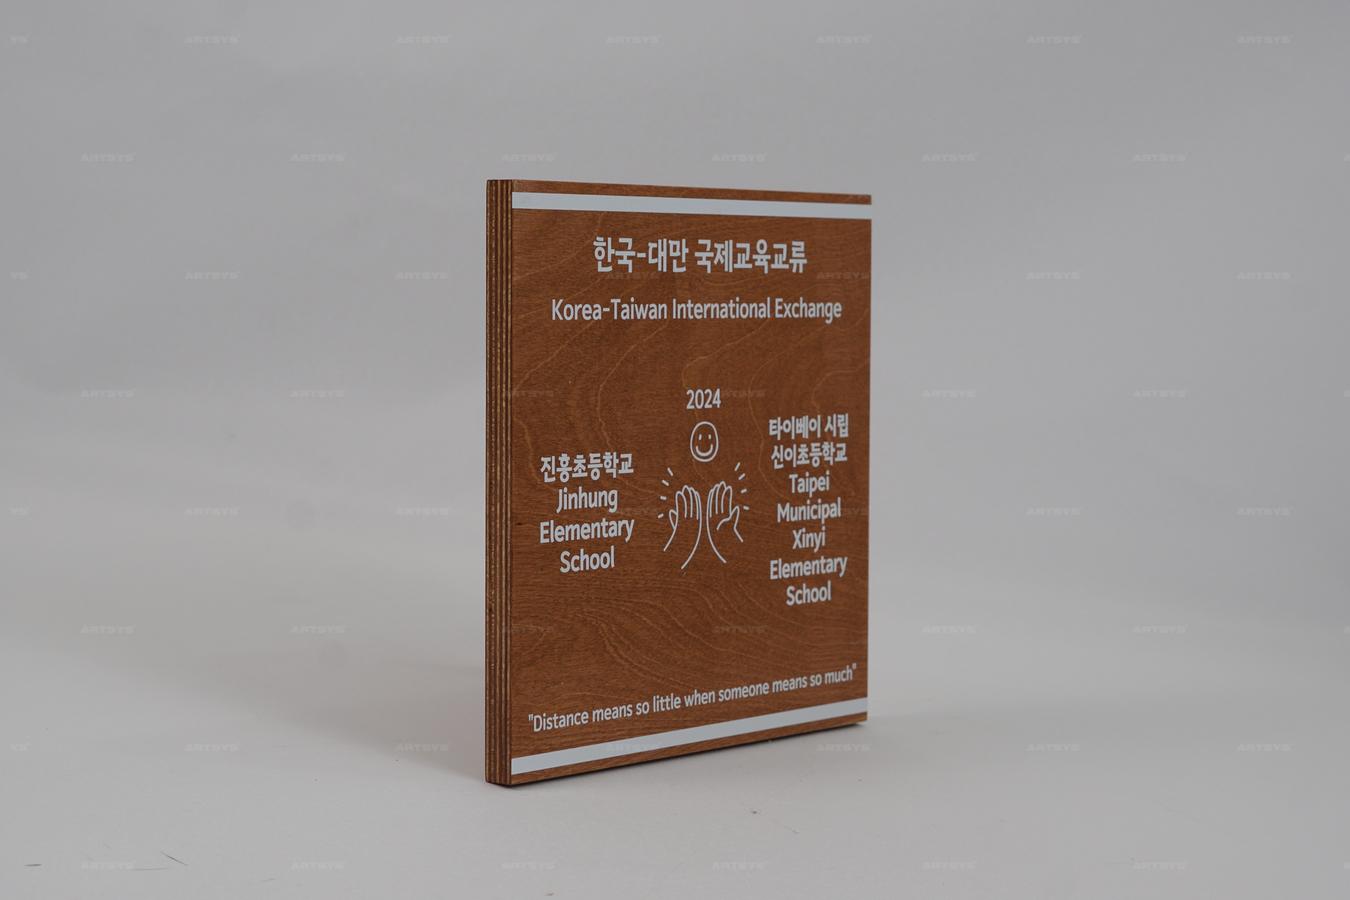 한국-대만 국제교육교류
Korea-Taiwan International Exchange
2024
진흥초등학교
Jinhung
Elementary
School
타이베이 시립
신이초등학교
Taipei
Municipal
Xinyi
Elementary
School
"Distance means so little when someone means so much"
ARTSYS